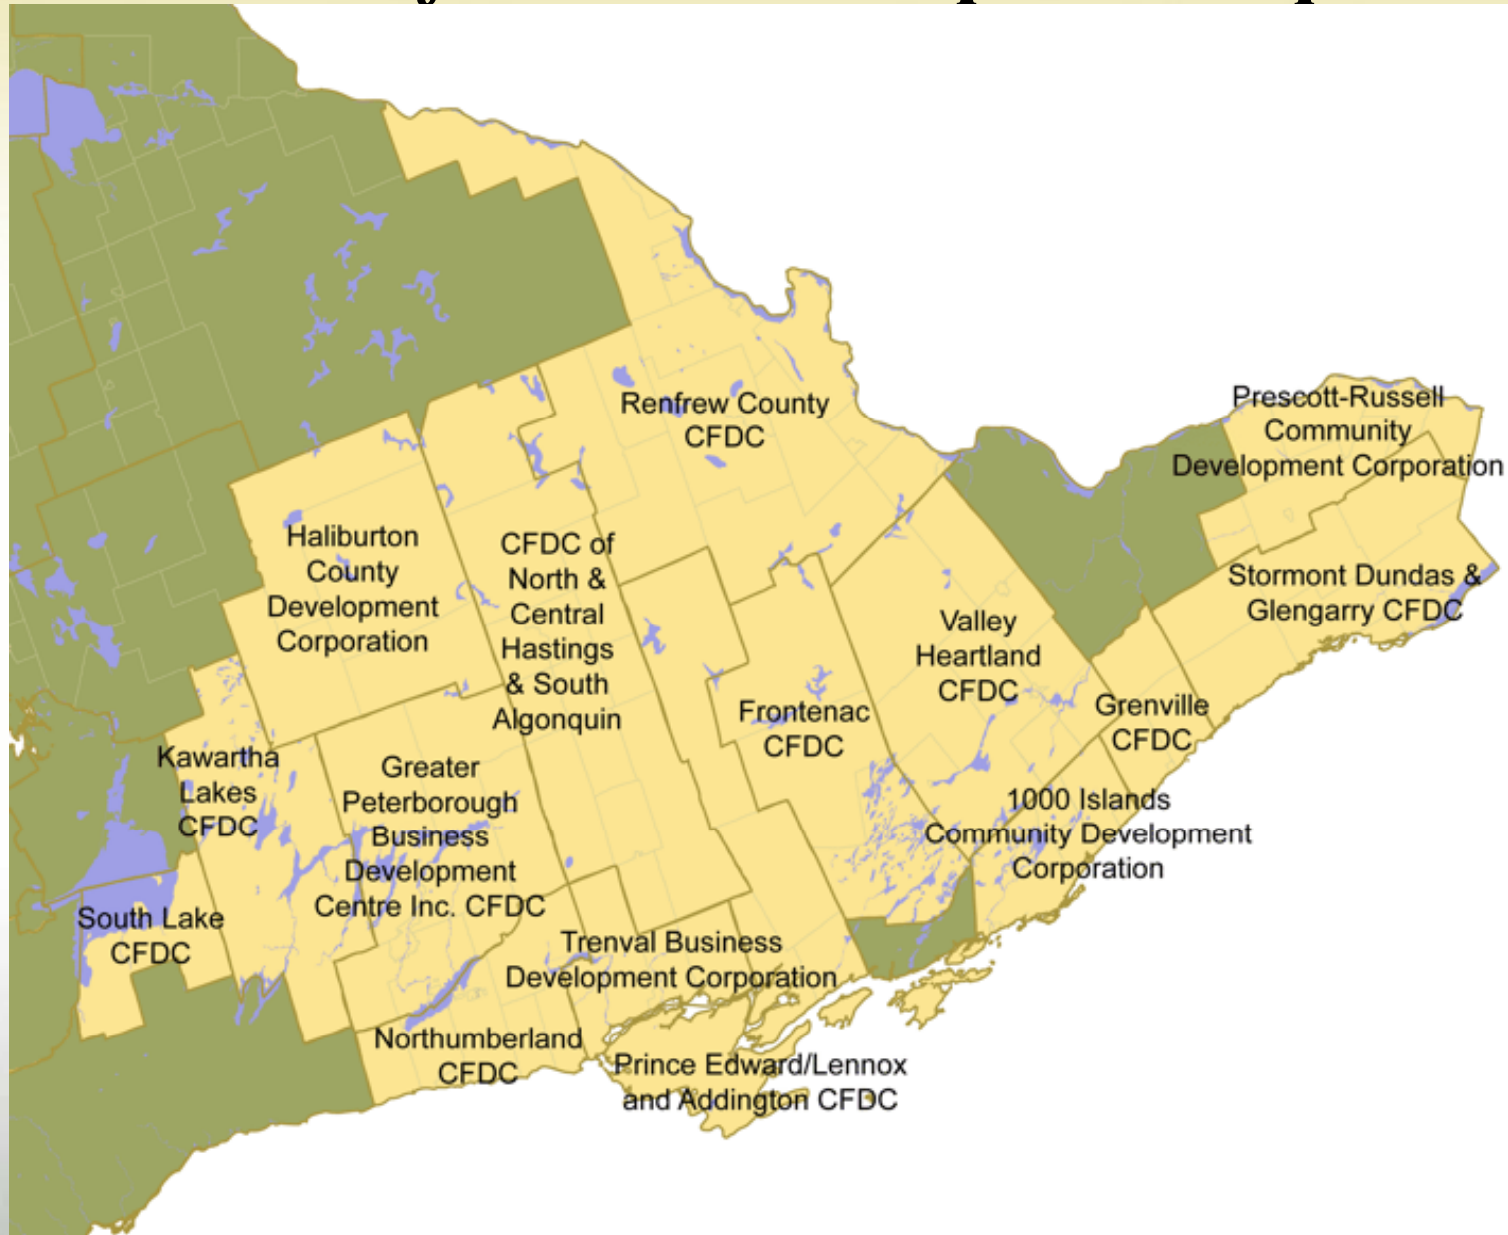 Renfrew County
CFDC
Prescott-Russell
Community
Development Corporation
Haliburton
County
Development
Corporation
CFDC of
North &
Central
Hastings
& South
Algonquin
Stormont Dundas &
Glengarry CFDC
Valley
Heartland
CFDC
Frontenac
CFDC
Grenville
CFDC
Kawartha
Lakes
CFDC
Greater
Peterborough
Business
Development
Centre Inc. CFDC
1000 Islands
Community Development
Corporation
South Lake
CFDC
Trenval Business
Development Corporation
Northumberland
CFDC
Prince Edward/Lennox
and Addington CFDC